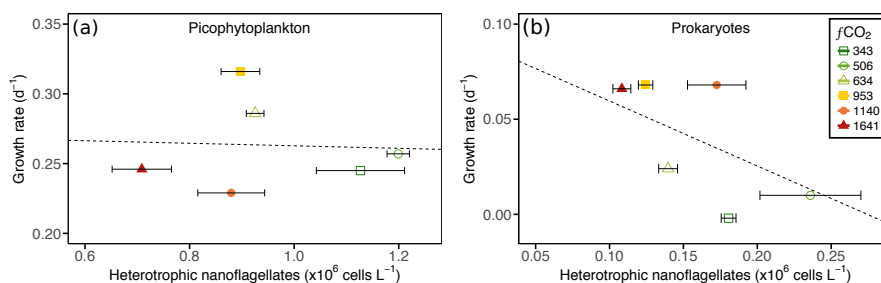 (a)
Picophytoplankton
0.35
0.30
0.25
0.20
Growth rate (d⁻¹)
0.6
0.8
1.0
1.2
Heterotrophic nanoflagellates (x10⁶ cells L⁻¹)
(b)
Prokaryotes
0.10
0.05
0.00
Growth rate (d⁻¹)
0.05
0.10
0.15
0.20
0.25
Heterotrophic nanoflagellates (x10⁶ cells L⁻¹)
fCO₂
343
506
634
953
1140
1641